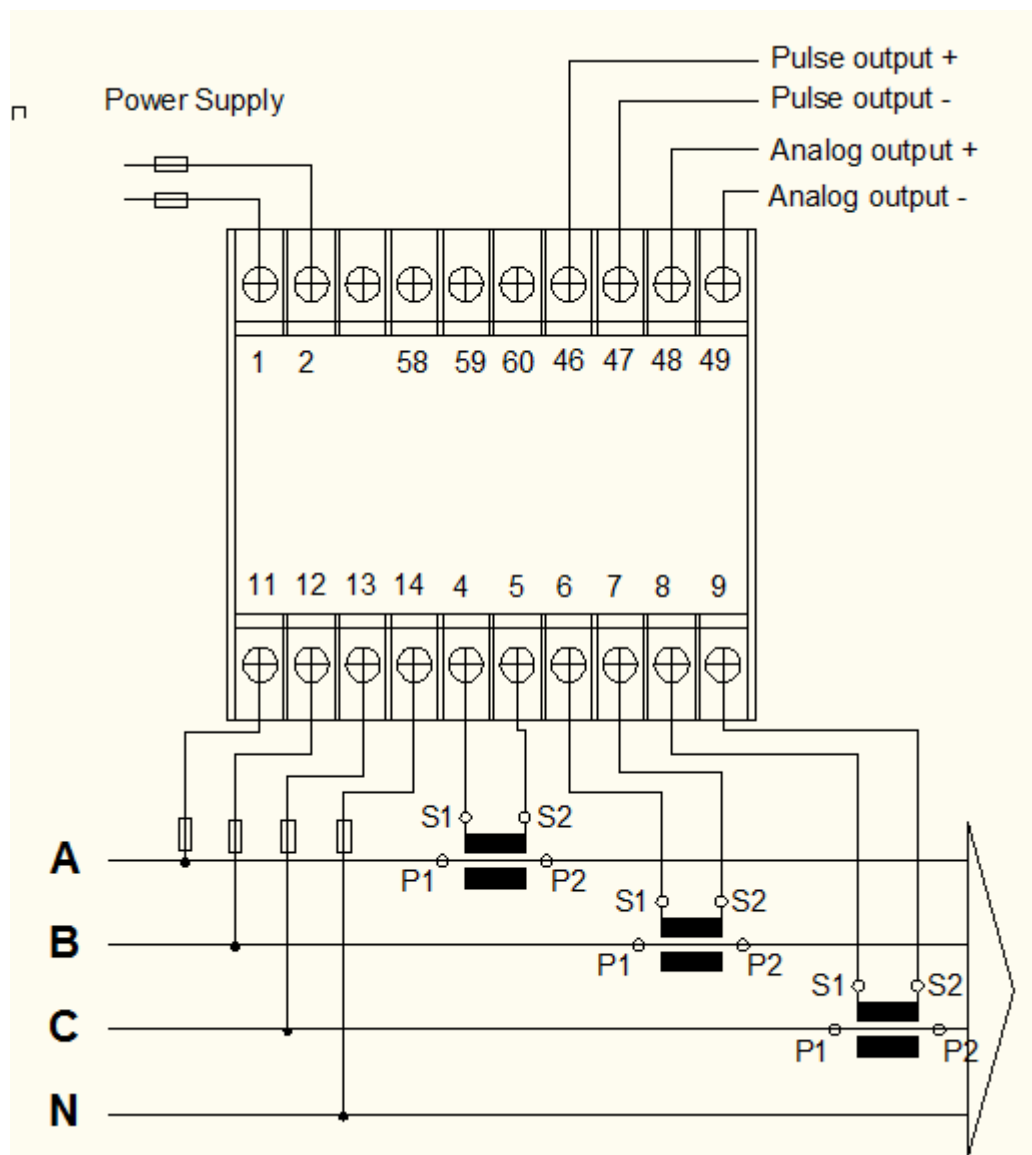 Pulse output +
Power Supply
Pulse output -
Analog output +
Analog output -
1 2 58 59 60 46 47 48 49
11 12 13 14 4 5 6 7 8 9
S1 S2
A
P1 P2
S1 S2
B
P1 P2
S1 S2
C
P1 P2
N